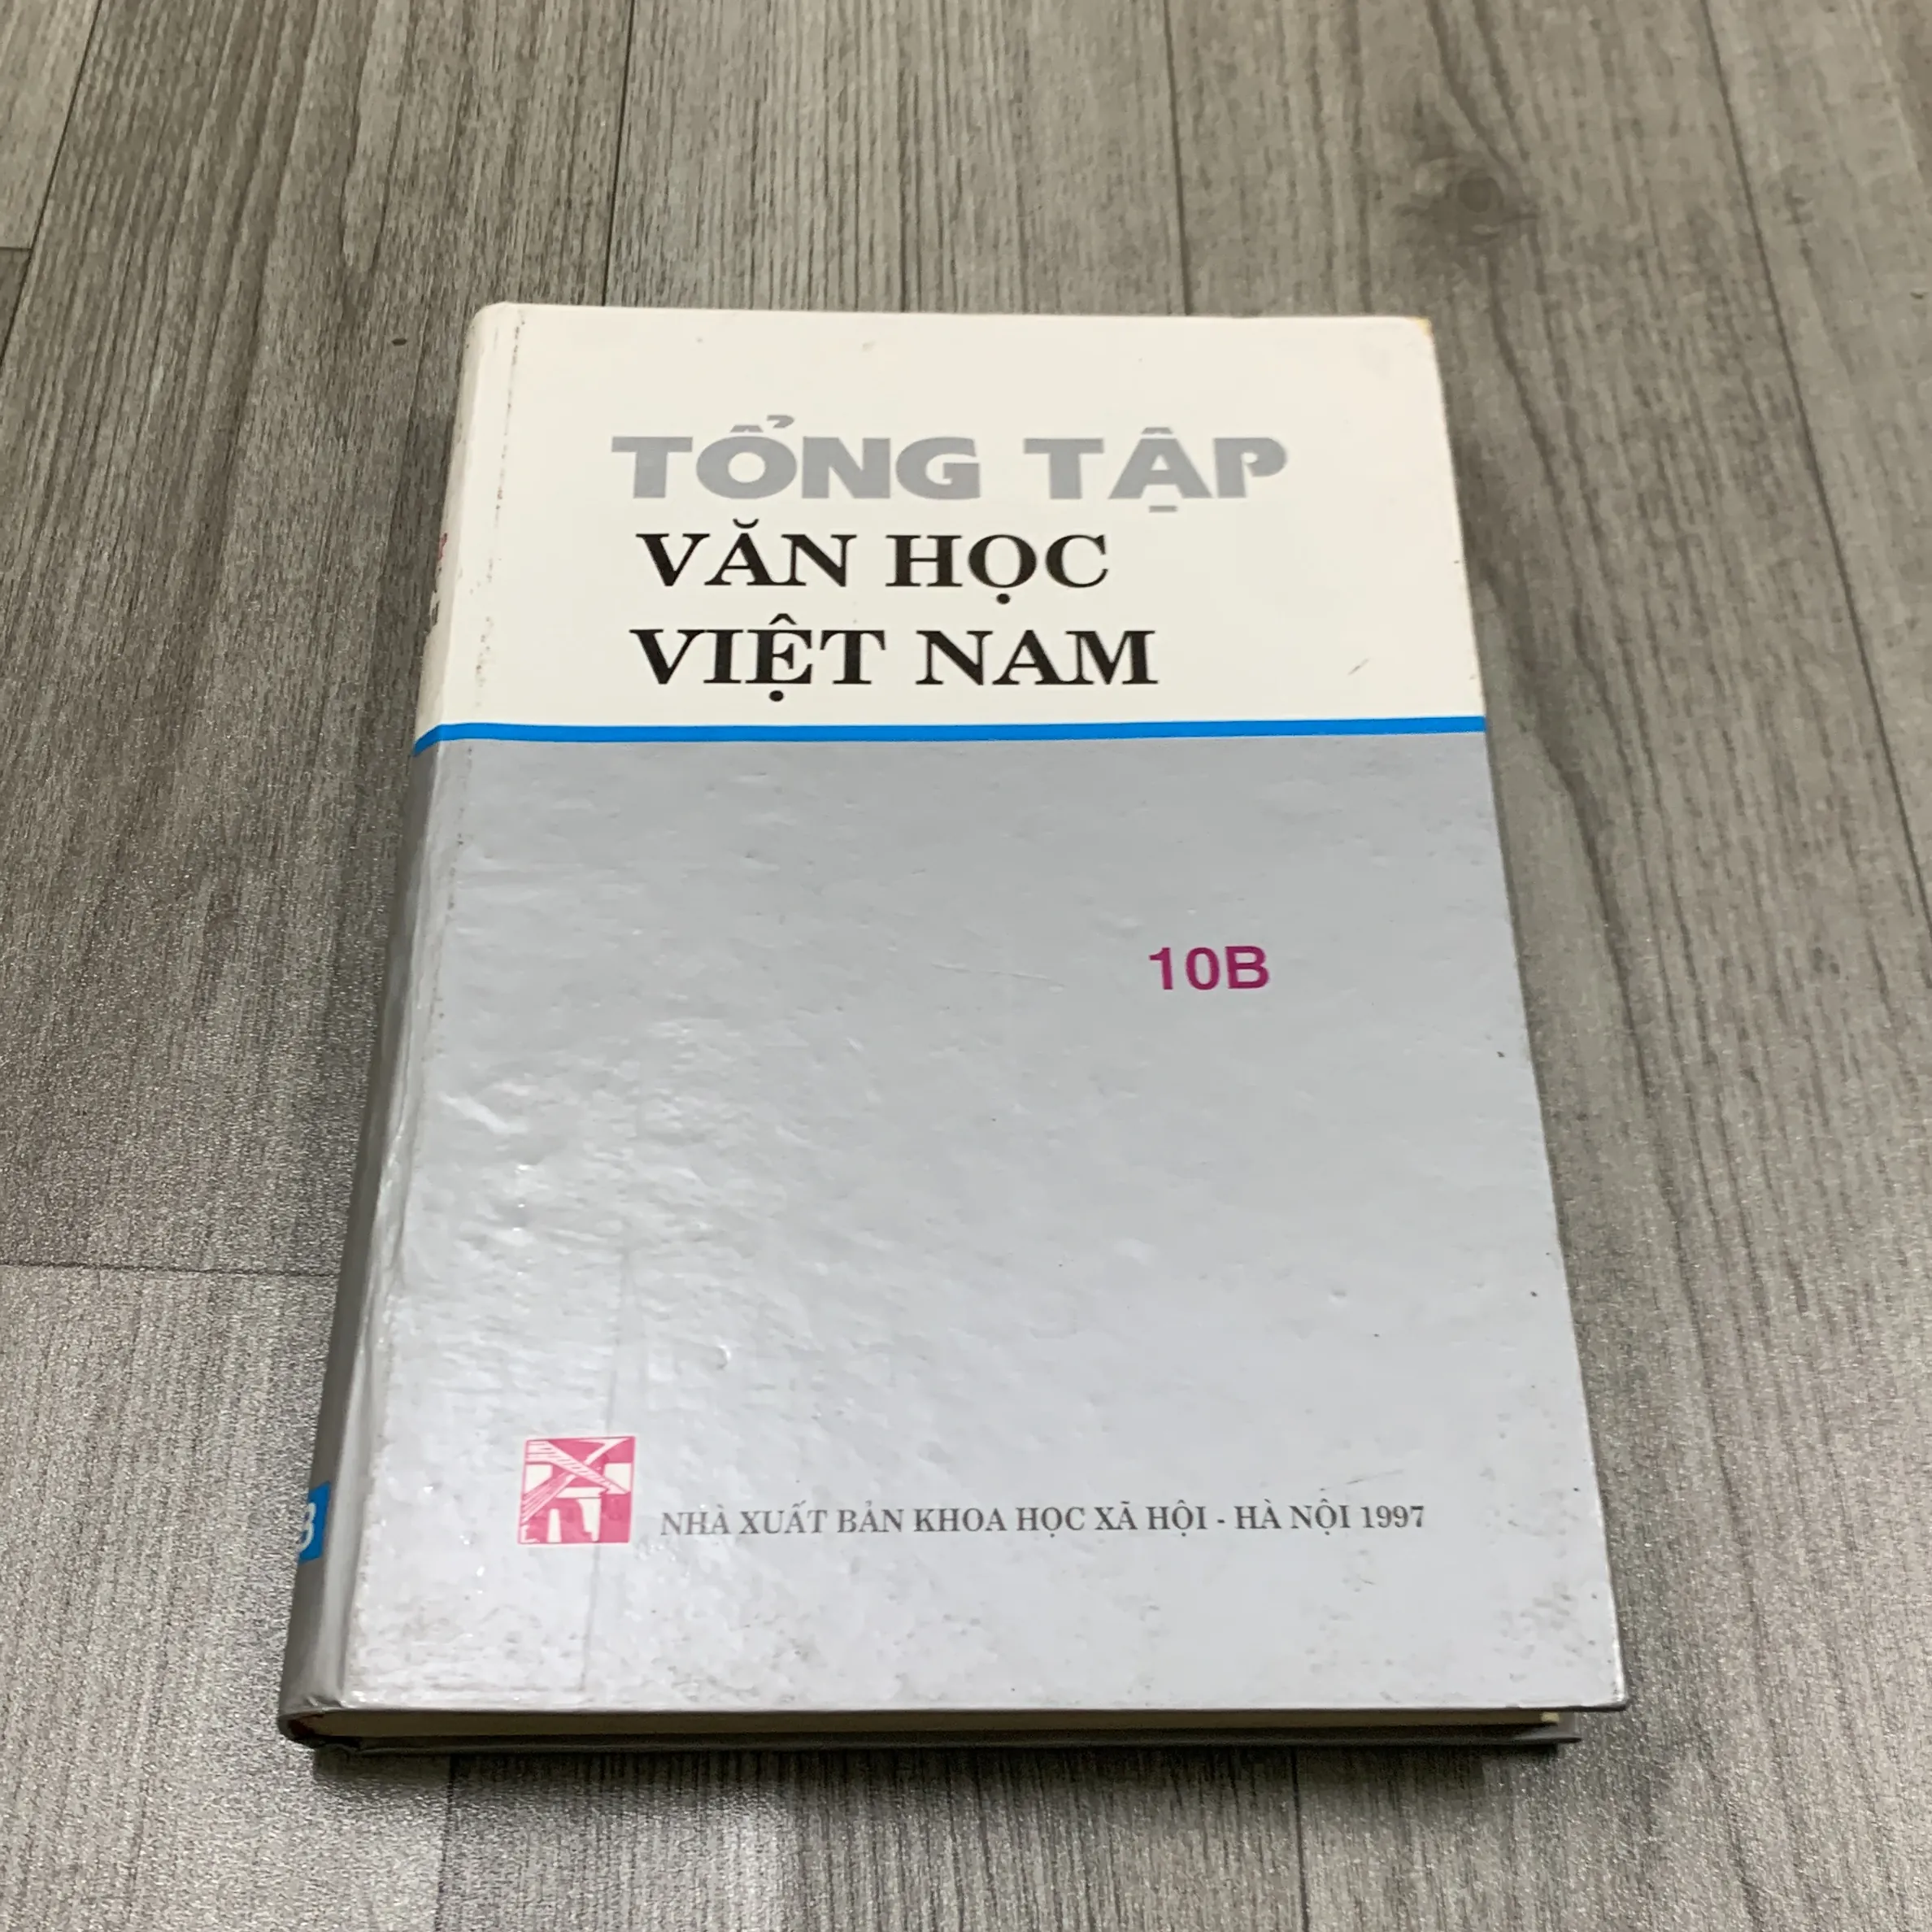 TỔNG TẬP
VĂN HỌC
VIỆT NAM
10B
NHÀ XUẤT BẢN KHOA HỌC XÃ HỘI - HÀ NỘI 1997